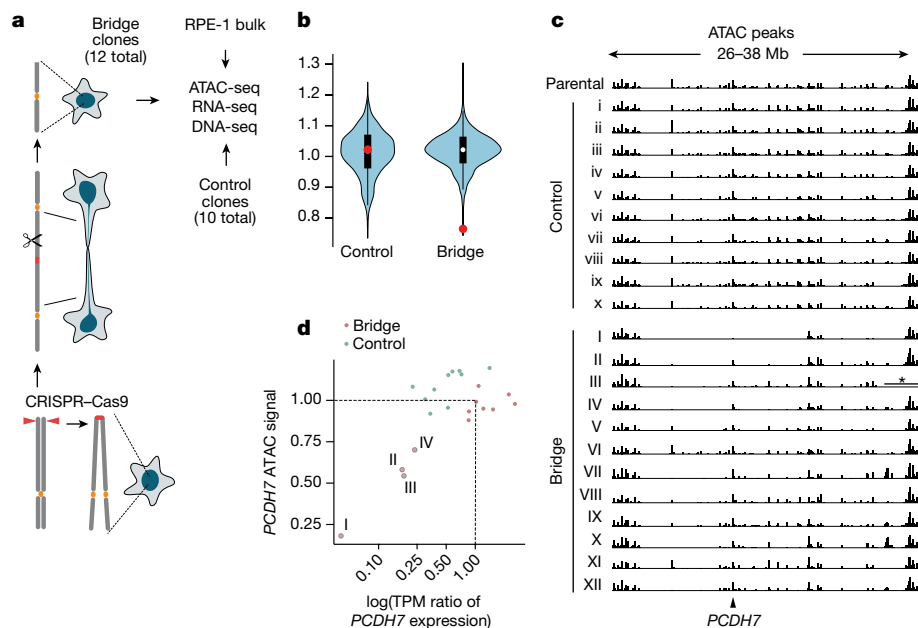 a
Bridge
clones
(12 total)
RPE-1 bulk
ATAC-seq
RNA-seq
DNA-seq
Control
clones
(10 total)
CRISPR–Cas9
b
1.3
1.2
1.1
1.0
0.9
0.8
Control
Bridge
d
Bridge
Control
PCDH7 ATAC signal
1.00
0.75
0.50
0.25
I
II
III
IV
0.10
0.25
0.50
1.00
log(TPM ratio of
PCDH7 expression)
c
ATAC peaks
26–38 Mb
Parental
Control
i
ii
iii
iv
v
vi
vii
viii
ix
x
Bridge
I
II
III
*
IV
V
VI
VII
VIII
IX
X
XI
XII
PCDH7